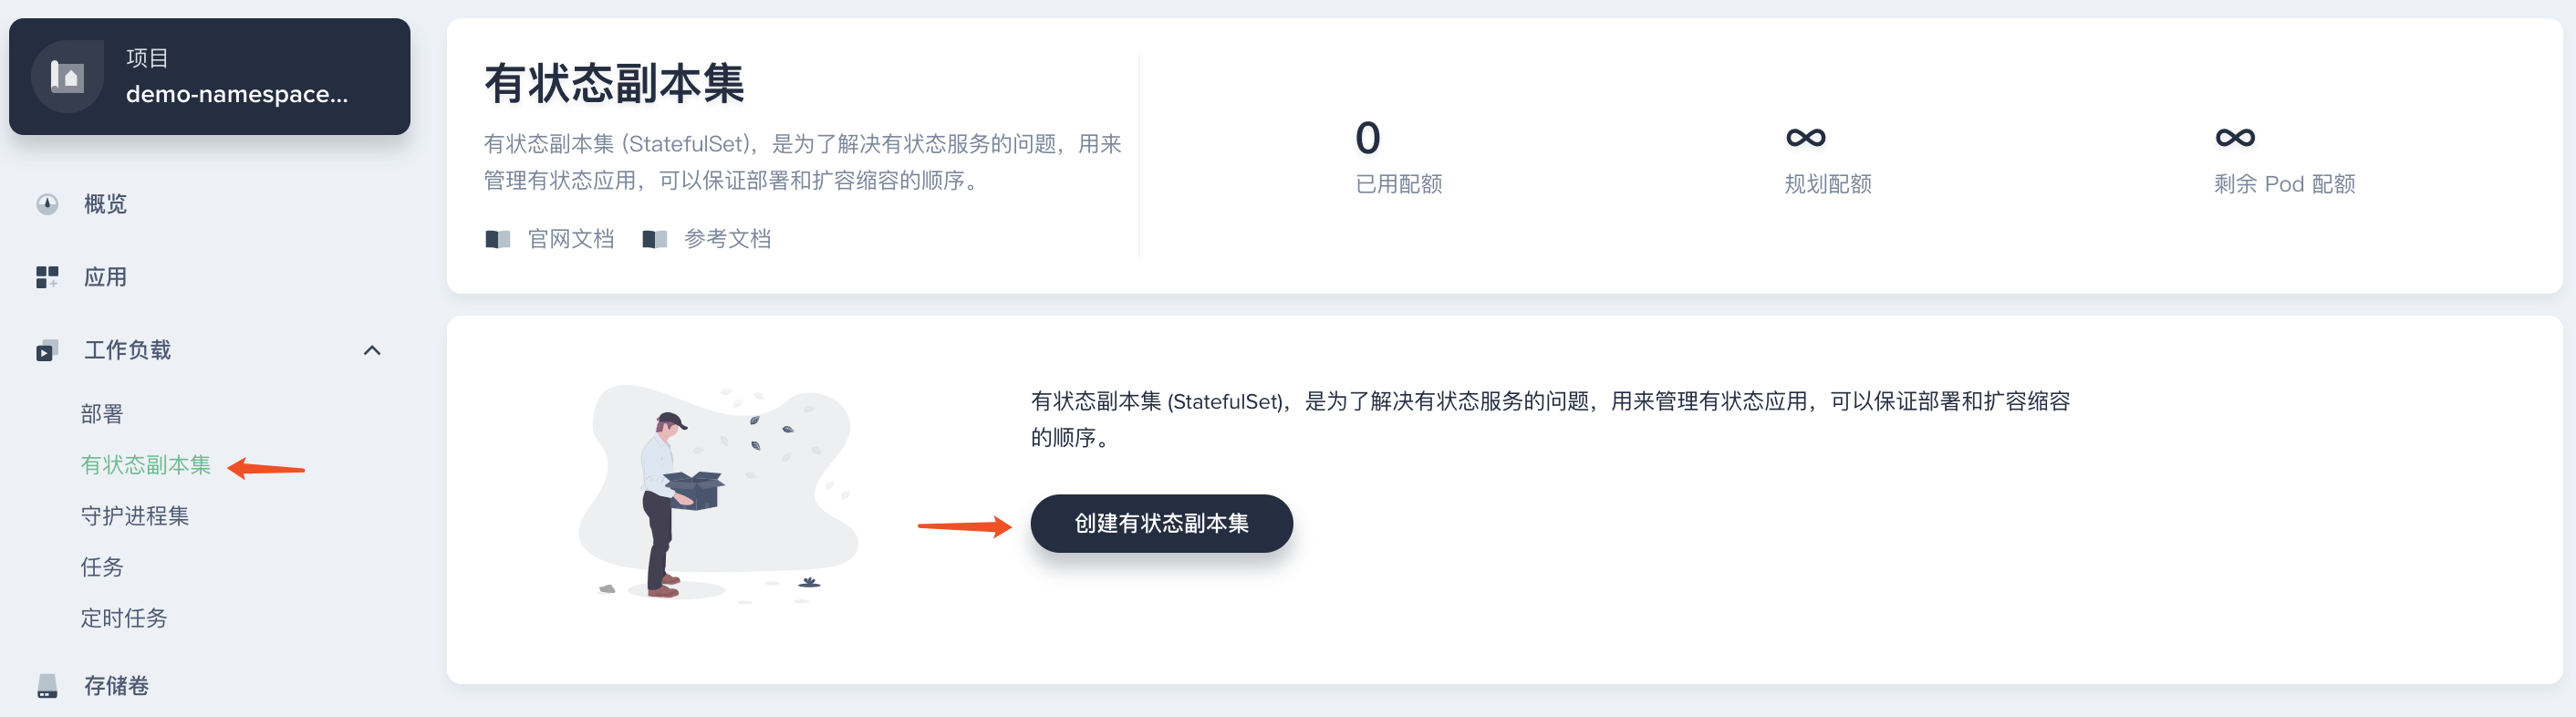 项目
demo-namespace...
概览
应用
工作负载
部署
有状态副本集
守护进程集
任务
定时任务
存储卷
有状态副本集
有状态副本集 (StatefulSet)，是为了解决有状态服务的问题，用来
管理有状态应用，可以保证部署和扩容缩容的顺序。
官网文档 参考文档
0
已用配额
∞
规划配额
∞
剩余 Pod 配额
有状态副本集 (StatefulSet)，是为了解决有状态服务的问题，用来管理有状态应用，可以保证部署和扩容缩容
的顺序。
创建有状态副本集